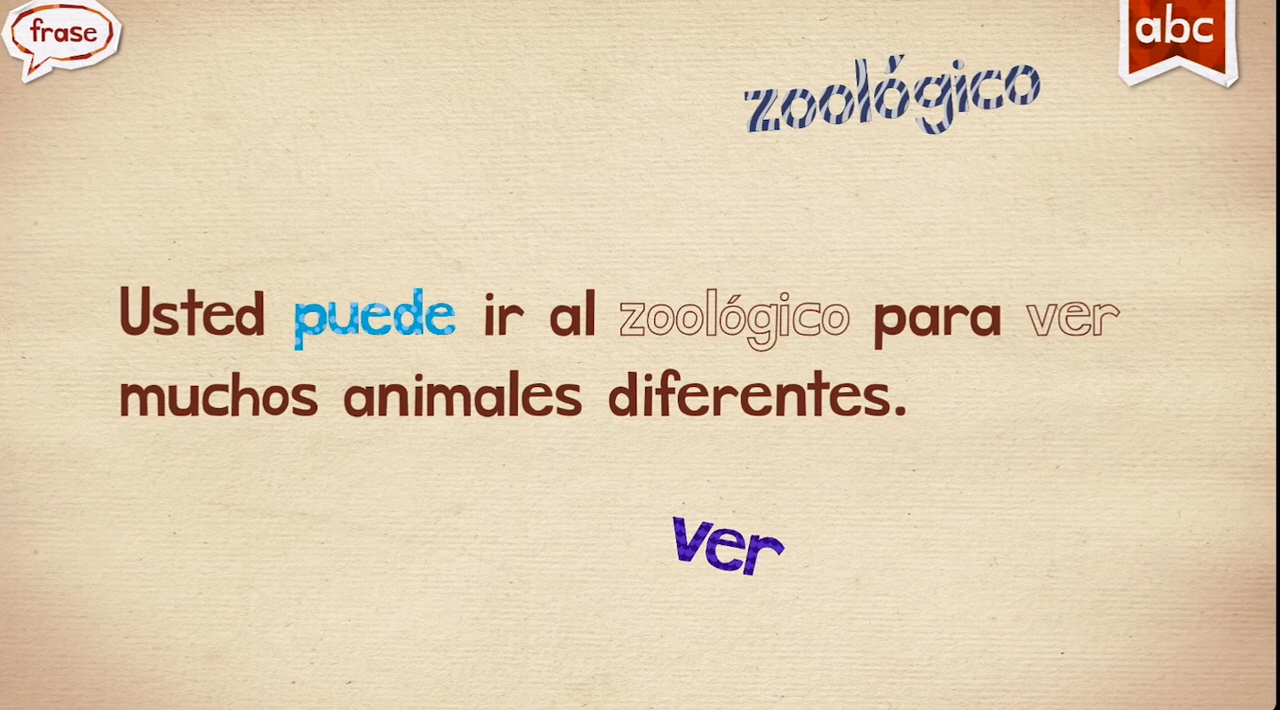 frase
abc
zoológico
Usted puede ir al zoológico para ver
muchos animales diferentes.
ver